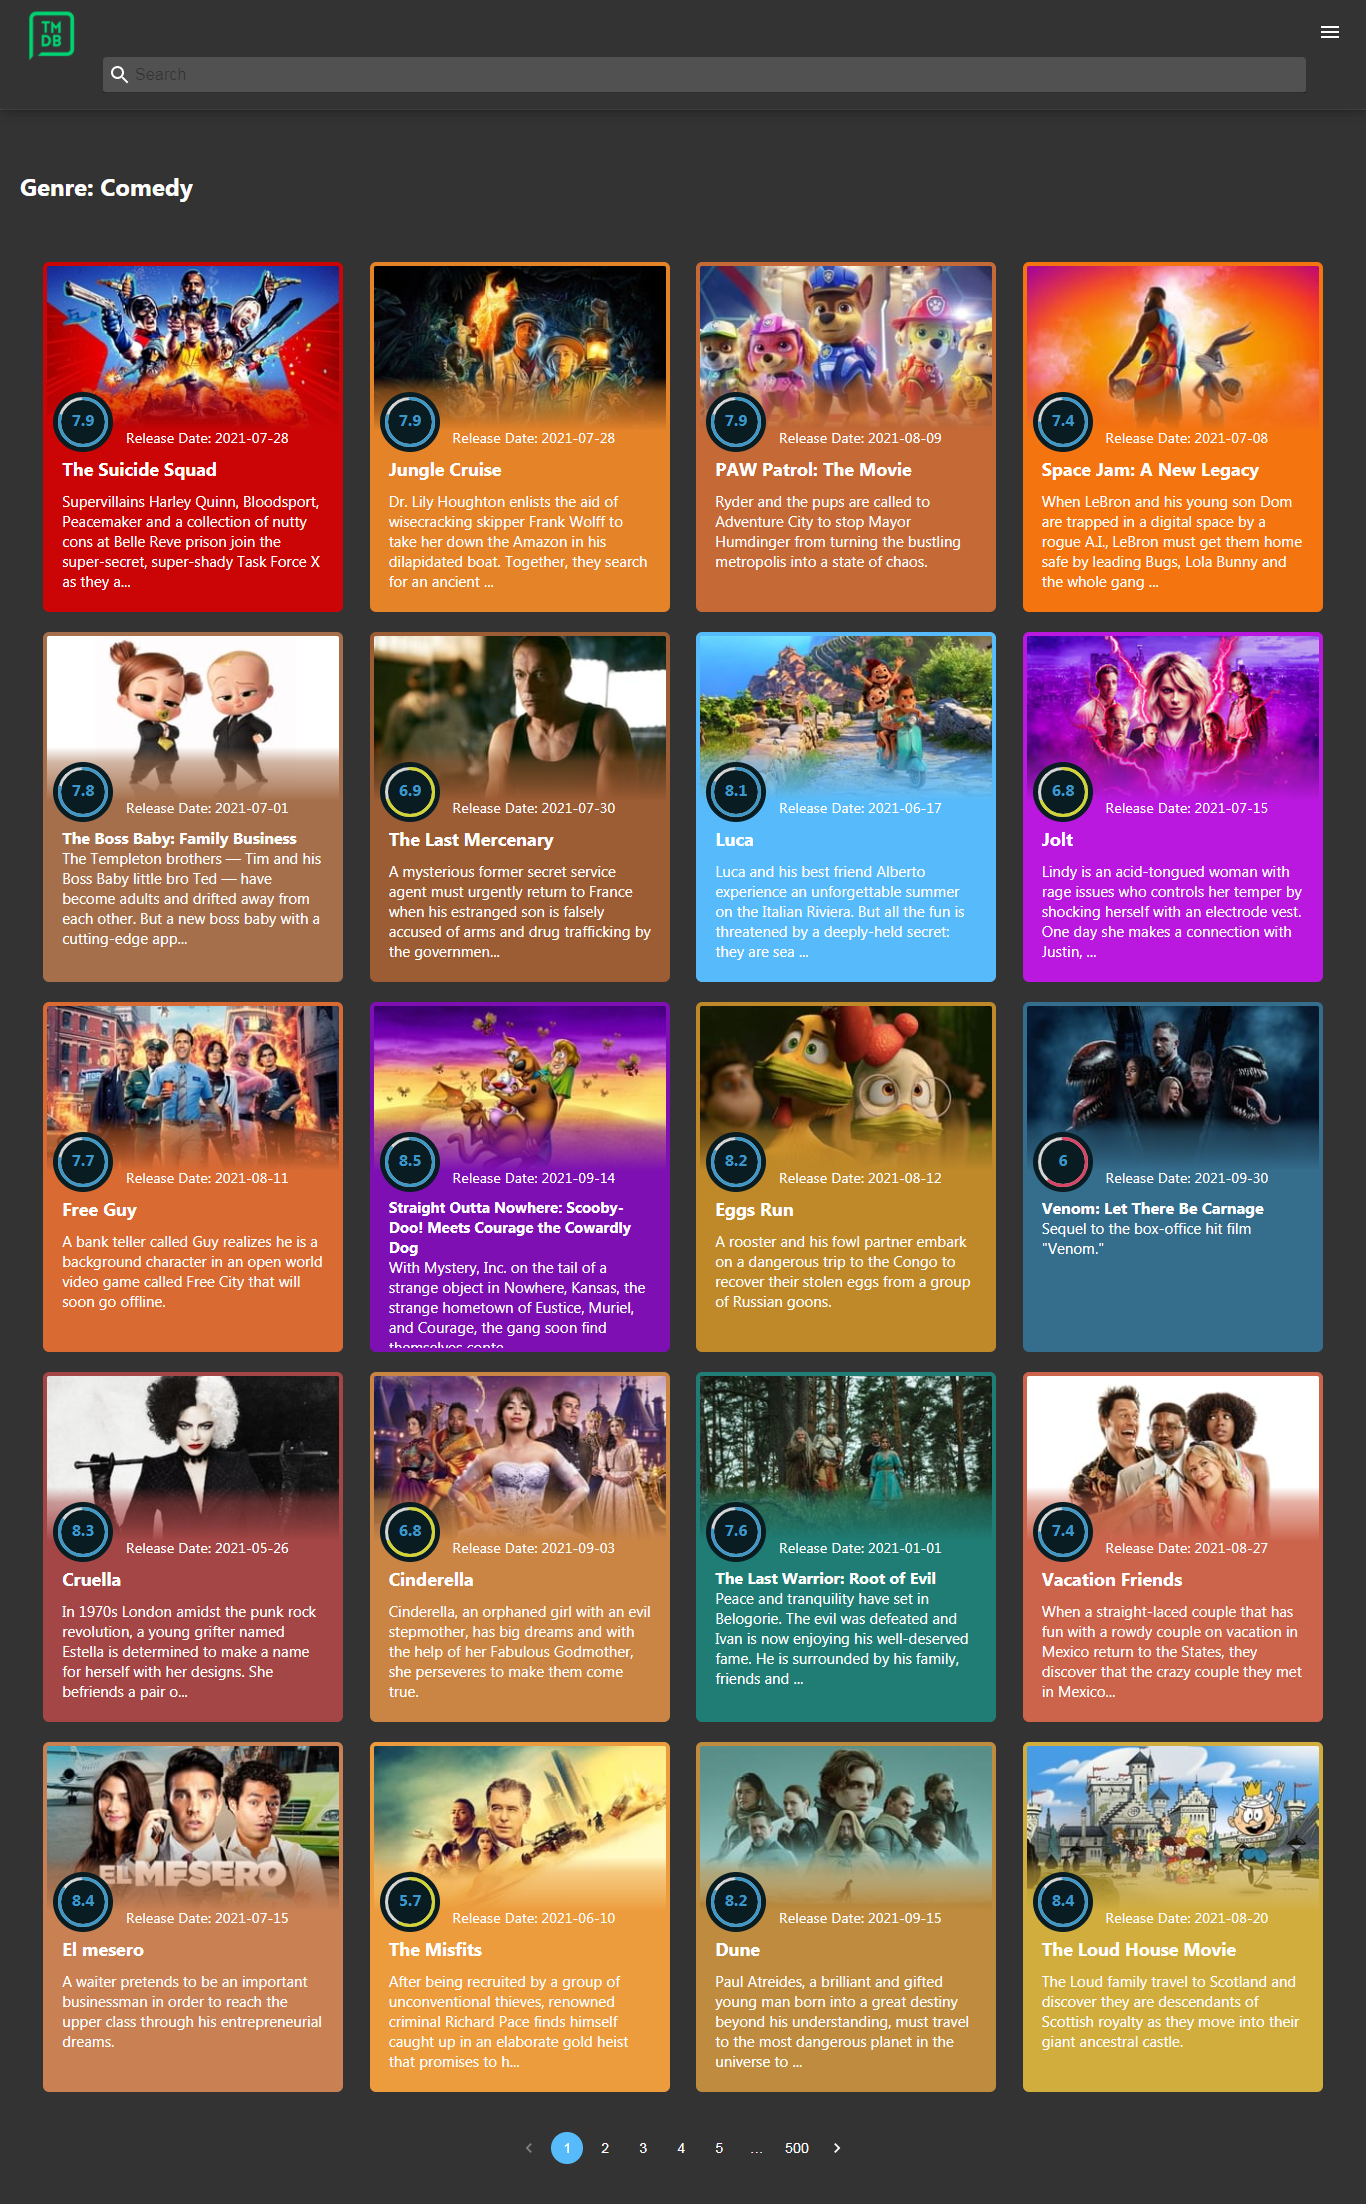 TM
DB
Search
Genre: Comedy
7.9
Release Date: 2021-07-28
The Suicide Squad
Supervillains Harley Quinn, Bloodsport,
Peacemaker and a collection of nutty
cons at Belle Reve prison join the
super-secret, super-shady Task Force X
as they a...
7.9
Release Date: 2021-07-28
Jungle Cruise
Dr. Lily Houghton enlists the aid of
wisecracking skipper Frank Wolff to
take her down the Amazon in his
dilapidated boat. Together, they search
for an ancient ...
7.9
Release Date: 2021-08-09
PAW Patrol: The Movie
Ryder and the pups are called to
Adventure City to stop Mayor
Humdinger from turning the bustling
metropolis into a state of chaos.
7.4
Release Date: 2021-07-08
Space Jam: A New Legacy
When LeBron and his young son Dom
are trapped in a digital space by a
rogue A.I., LeBron must get them home
safe by leading Bugs, Lola Bunny and
the whole gang ...
7.8
Release Date: 2021-07-01
The Boss Baby: Family Business
The Templeton brothers — Tim and his
Boss Baby little bro Ted — have
become adults and drifted away from
each other. But a new boss baby with a
cutting-edge app...
6.9
Release Date: 2021-07-30
The Last Mercenary
A mysterious former secret service
agent must urgently return to France
when his estranged son is falsely
accused of arms and drug trafficking by
the governmen...
8.1
Release Date: 2021-06-17
Luca
Luca and his best friend Alberto
experience an unforgettable summer
on the Italian Riviera. But all the fun is
threatened by a deeply-held secret:
they are sea ...
6.8
Release Date: 2021-07-15
Jolt
Lindy is an acid-tongued woman with
rage issues who controls her temper by
shocking herself with an electrode vest.
One day she makes a connection with
Justin, ...
7.7
Release Date: 2021-08-11
Free Guy
A bank teller called Guy realizes he is a
background character in an open world
video game called Free City that will
soon go offline.
8.5
Release Date: 2021-09-14
Straight Outta Nowhere: Scooby-
Doo! Meets Courage the Cowardly
Dog
With Mystery, Inc. on the tail of a
strange object in Nowhere, Kansas, the
strange hometown of Eustice, Muriel,
and Courage, the gang soon find
themselves conte...
8.2
Release Date: 2021-08-12
Eggs Run
A rooster and his fowl partner embark
on a dangerous trip to the Congo to
recover their stolen eggs from a group
of Russian goons.
6
Release Date: 2021-09-30
Venom: Let There Be Carnage
Sequel to the box-office hit film
"Venom."
8.3
Release Date: 2021-05-26
Cruella
In 1970s London amidst the punk rock
revolution, a young grifter named
Estella is determined to make a name
for herself with her designs. She
befriends a pair o...
6.8
Release Date: 2021-09-03
Cinderella
Cinderella, an orphaned girl with an evil
stepmother, has big dreams and with
the help of her Fabulous Godmother,
she perseveres to make them come
true.
7.6
Release Date: 2021-01-01
The Last Warrior: Root of Evil
Peace and tranquility have set in
Belogorie. The evil was defeated and
Ivan is now enjoying his well-deserved
fame. He is surrounded by his family,
friends and ...
7.4
Release Date: 2021-08-27
Vacation Friends
When a straight-laced couple that has
fun with a rowdy couple on vacation in
Mexico return to the States, they
discover that the crazy couple they met
in Mexico...
EL MESERO
8.4
Release Date: 2021-07-15
El mesero
A waiter pretends to be an important
businessman in order to reach the
upper class through his entrepreneurial
dreams.
5.7
Release Date: 2021-06-10
The Misfits
After being recruited by a group of
unconventional thieves, renowned
criminal Richard Pace finds himself
caught up in an elaborate gold heist
that promises to h...
8.2
Release Date: 2021-09-15
Dune
Paul Atreides, a brilliant and gifted
young man born into a great destiny
beyond his understanding, must travel
to the most dangerous planet in the
universe to ...
8.4
Release Date: 2021-08-20
The Loud House Movie
The Loud family travel to Scotland and
discover they are descendants of
Scottish royalty as they move into their
giant ancestral castle.
1 2 3 4 5 ... 500